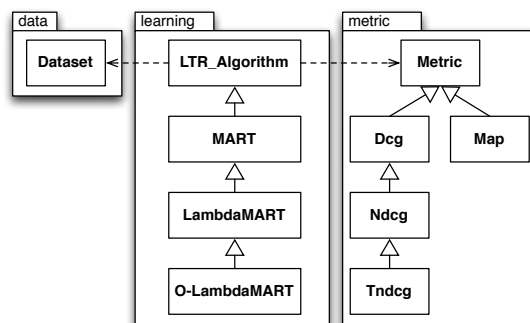 data
learning
metric
Dataset
LTR_Algorithm
Metric
MART
Dcg
Map
LambdaMART
Ndcg
O-LambdaMART
Tndcg